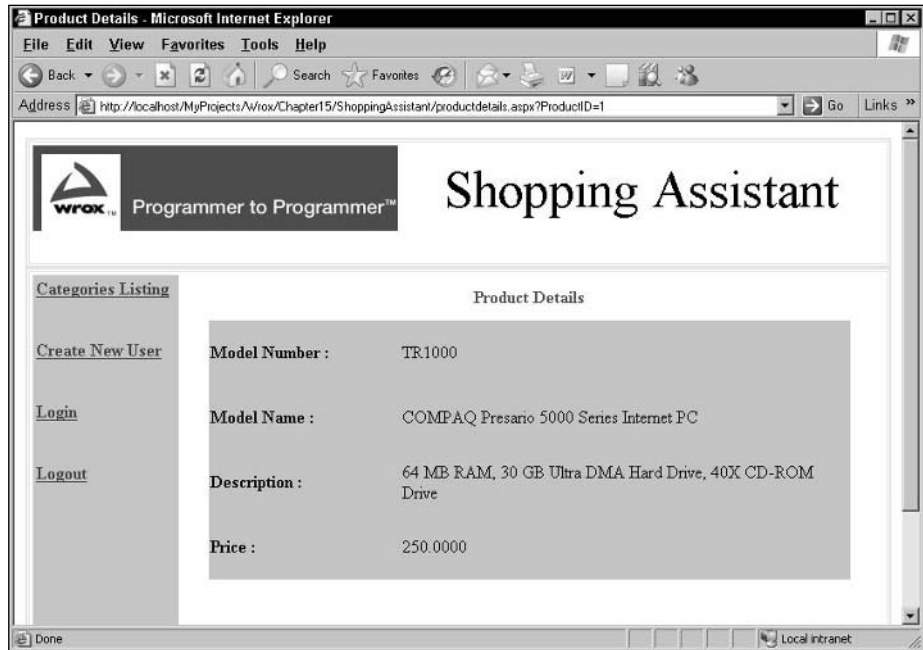 Product Details - Microsoft Internet Explorer
File Edit View Favorites Tools Help
Back Search Favorites
Address http://localhost/MyProjects/Wrox/Chapter15/ShoppingAssistant/productdetails.aspx?ProductID=1 Go Links »
wrox™ Programmer to Programmer™ Shopping Assistant
Categories Listing
Create New User
Login
Logout
Product Details
Model Number : TR1000
Model Name : COMPAQ Presario 5000 Series Internet PC
Description : 64 MB RAM, 30 GB Ultra DMA Hard Drive, 40X CD-ROM
Drive
Price : 250.0000
Done Local intranet